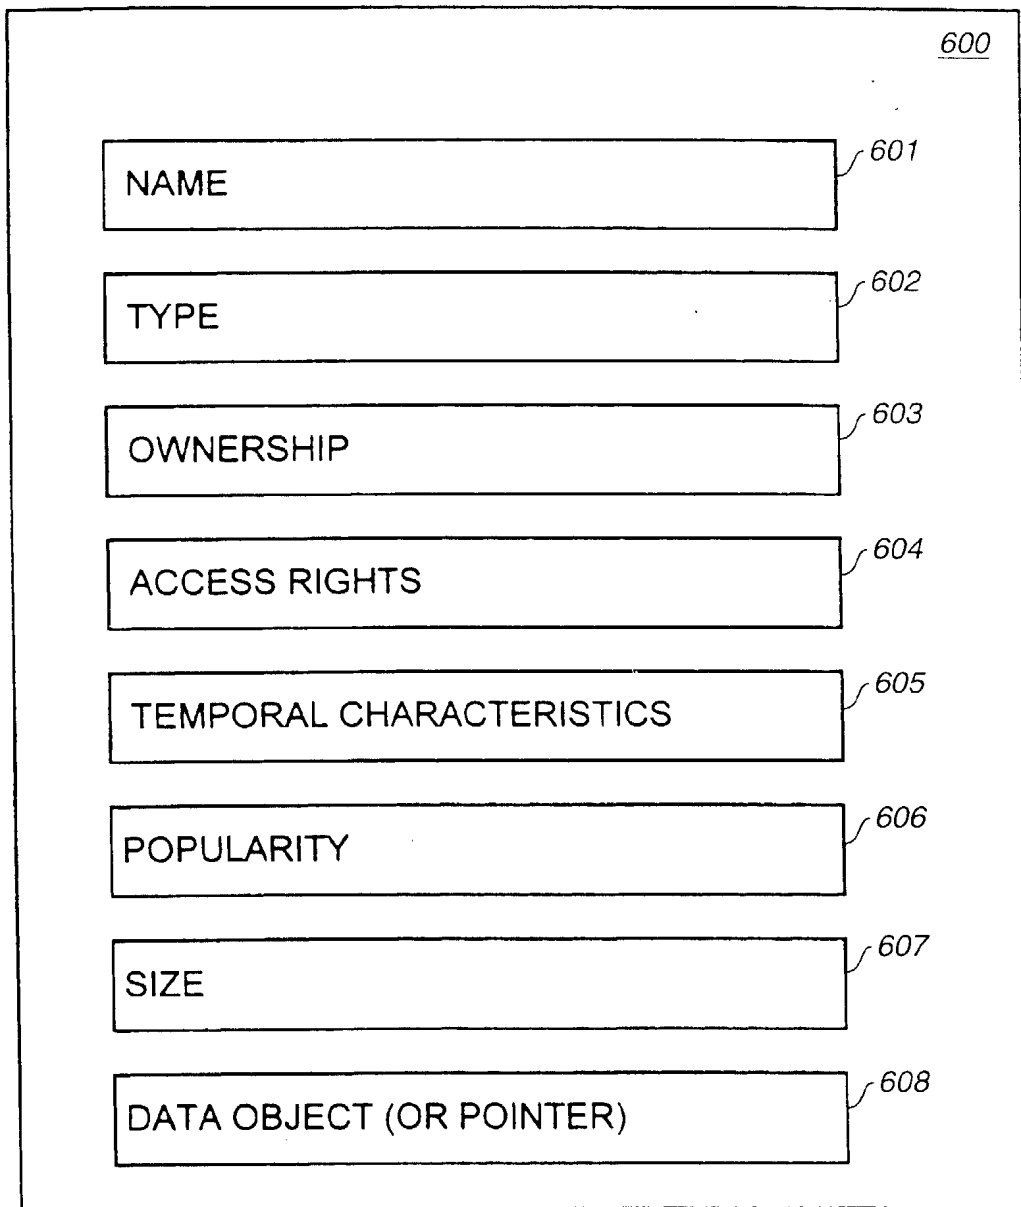 600
NAME 601
TYPE 602
OWNERSHIP 603
ACCESS RIGHTS 604
TEMPORAL CHARACTERISTICS 605
POPULARITY 606
SIZE 607
DATA OBJECT (OR POINTER) 608